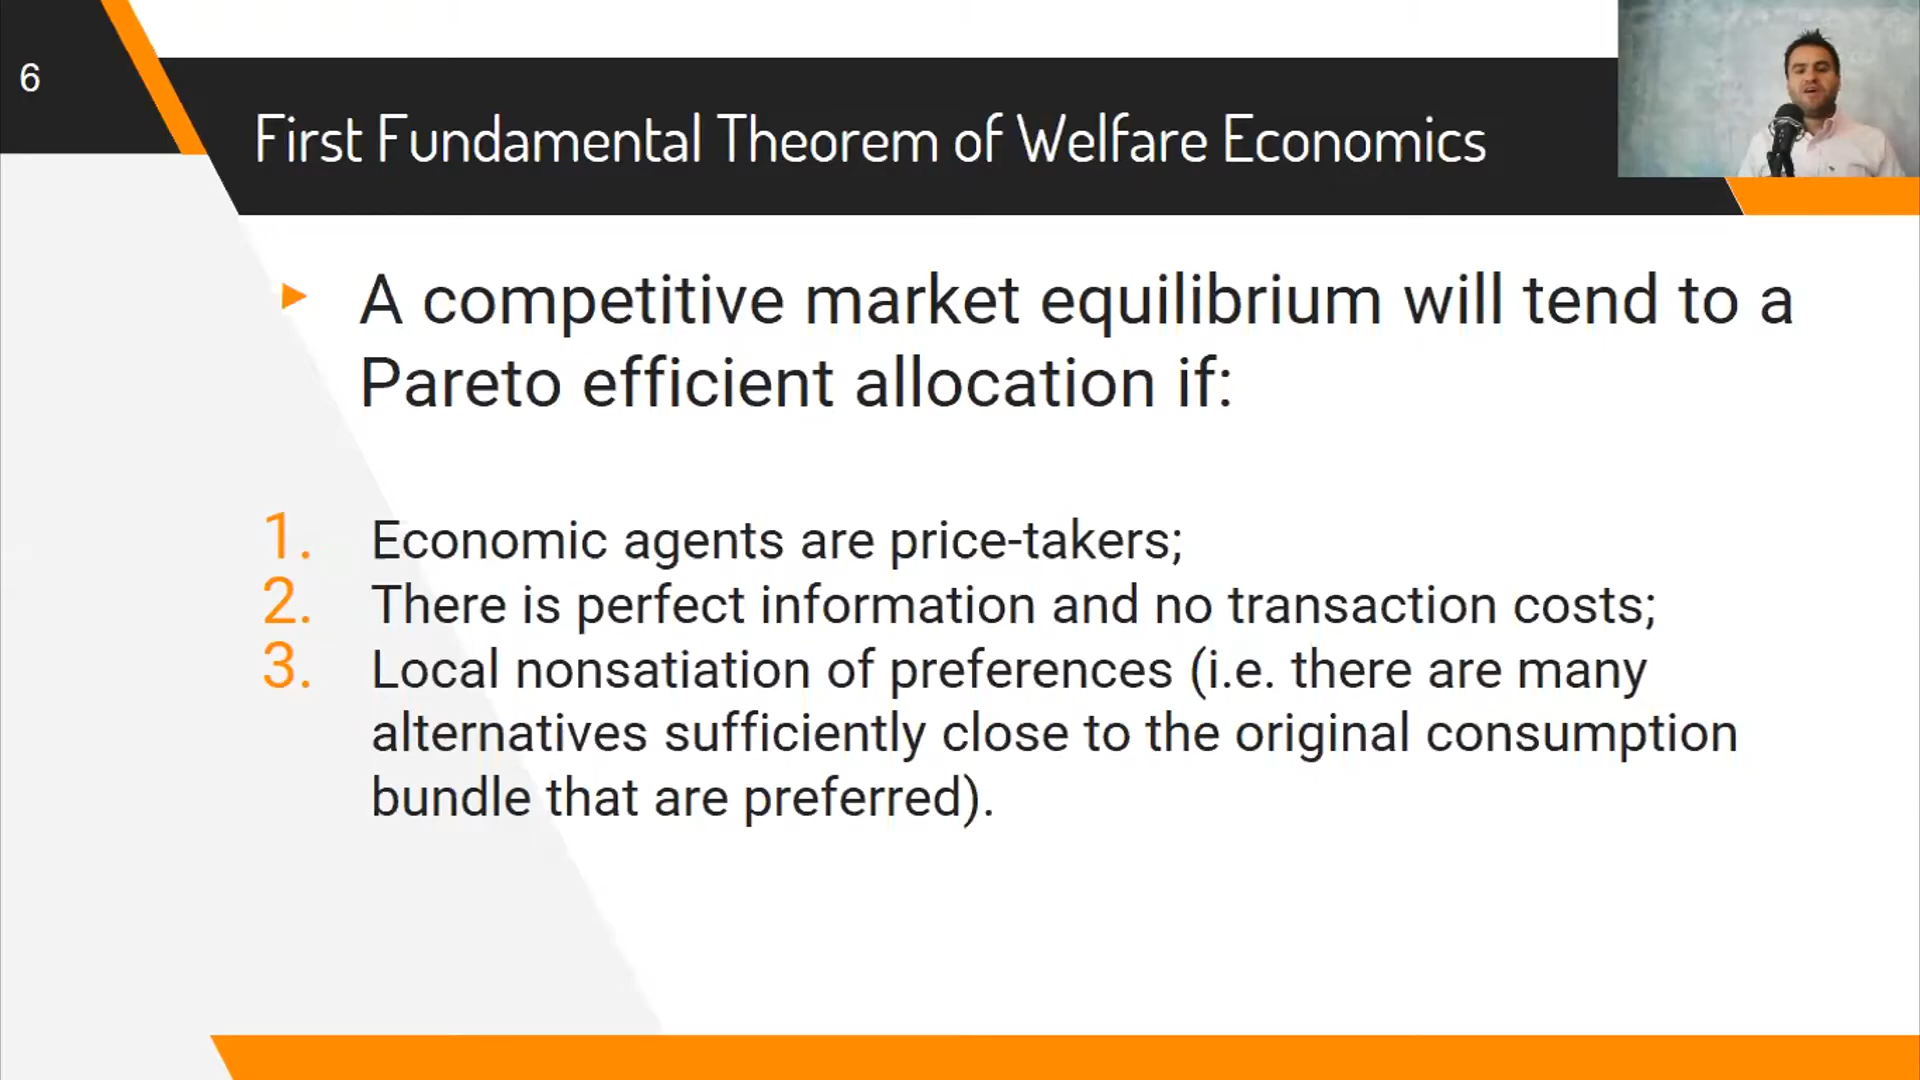 6
First Fundamental Theorem of Welfare Economics
A competitive market equilibrium will tend to a
Pareto efficient allocation if:
1. Economic agents are price-takers;
2. There is perfect information and no transaction costs;
3. Local nonsatiation of preferences (i.e. there are many
alternatives sufficiently close to the original consumption
bundle that are preferred).